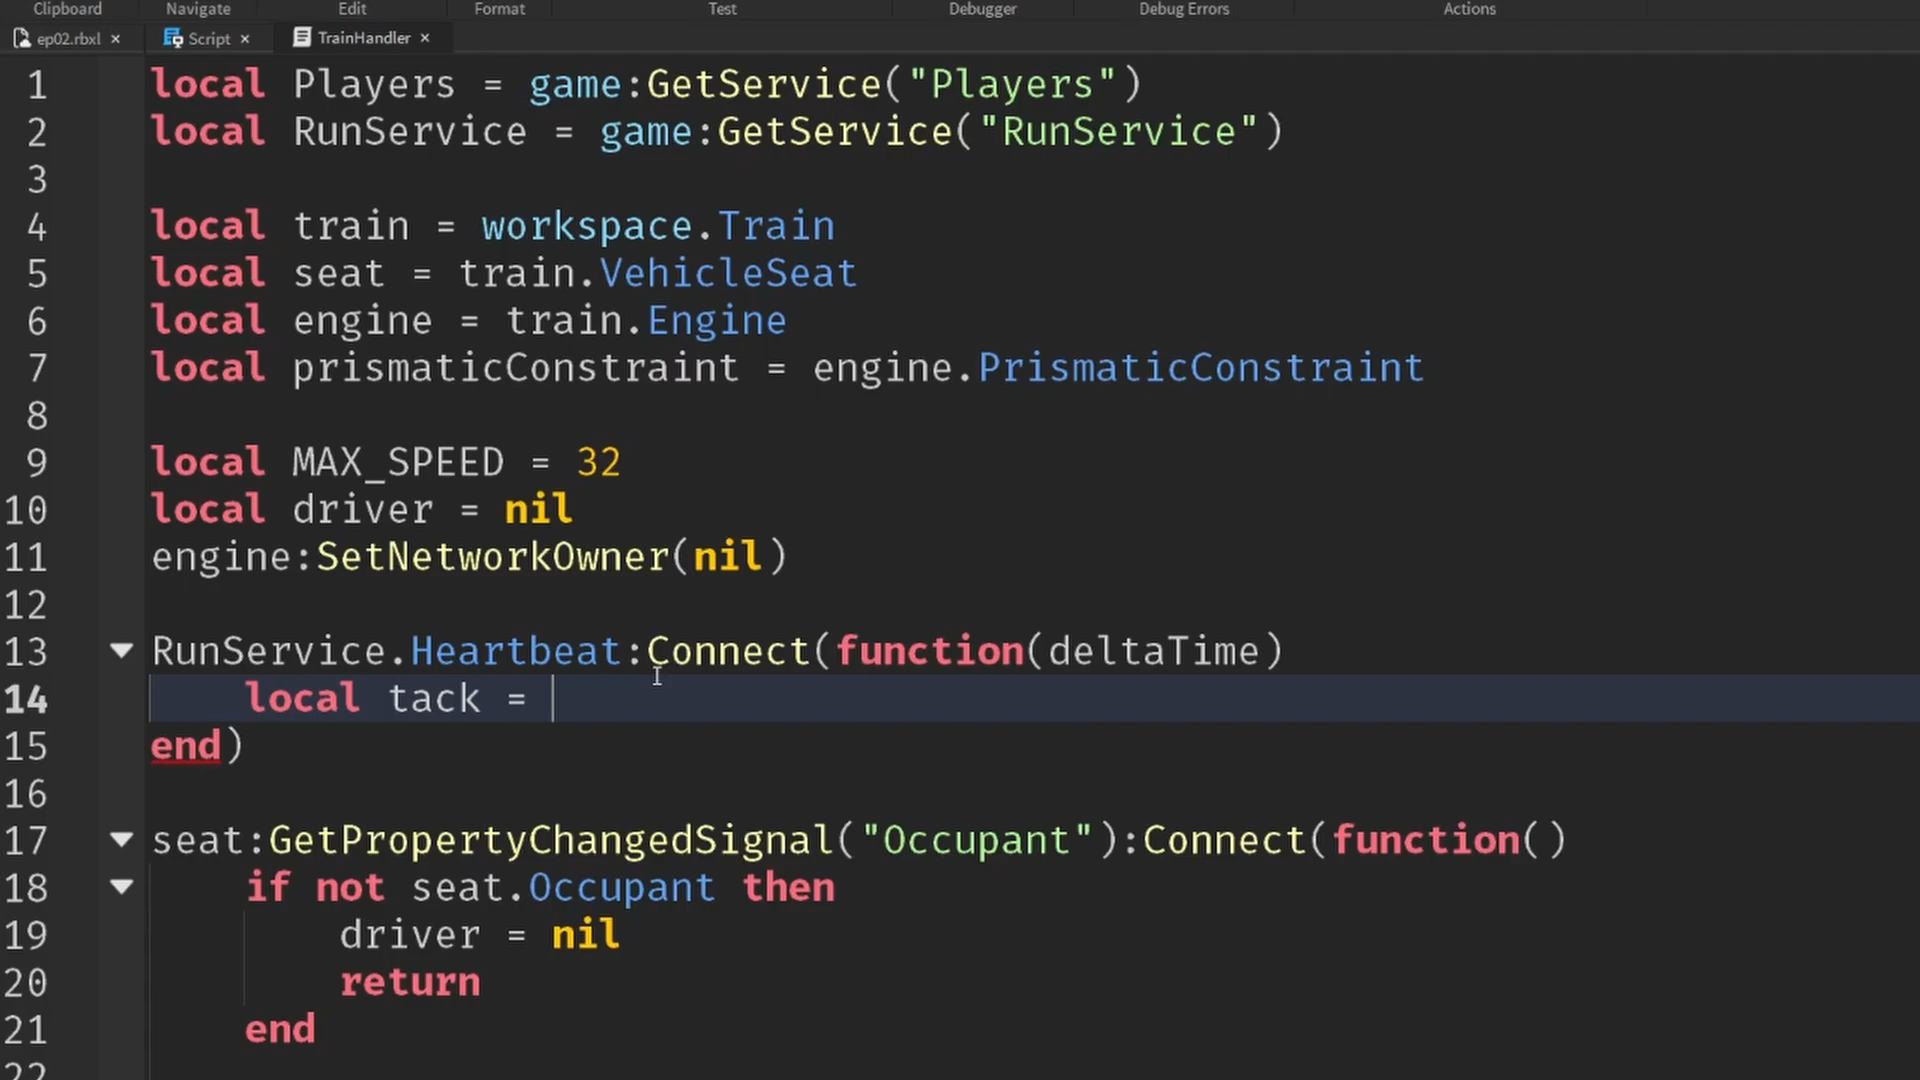 Clipboard Navigate Edit Format Test Debugger Debug Errors Actions
ep02.rbxl × Script × TrainHandler ×
1 local Players = game:GetService("Players")
2 local RunService = game:GetService("RunService")
3
4 local train = workspace.Train
5 local seat = train.VehicleSeat
6 local engine = train.Engine
7 local prismaticConstraint = engine.PrismaticConstraint
8
9 local MAX_SPEED = 32
10 local driver = nil
11 engine:SetNetworkOwner(nil)
12
13 RunService.Heartbeat:Connect(function(deltaTime)
14 local tack =
15 end)
16
17 seat:GetPropertyChangedSignal("Occupant"):Connect(function()
18 if not seat.Occupant then
19 driver = nil
20 return
21 end
22